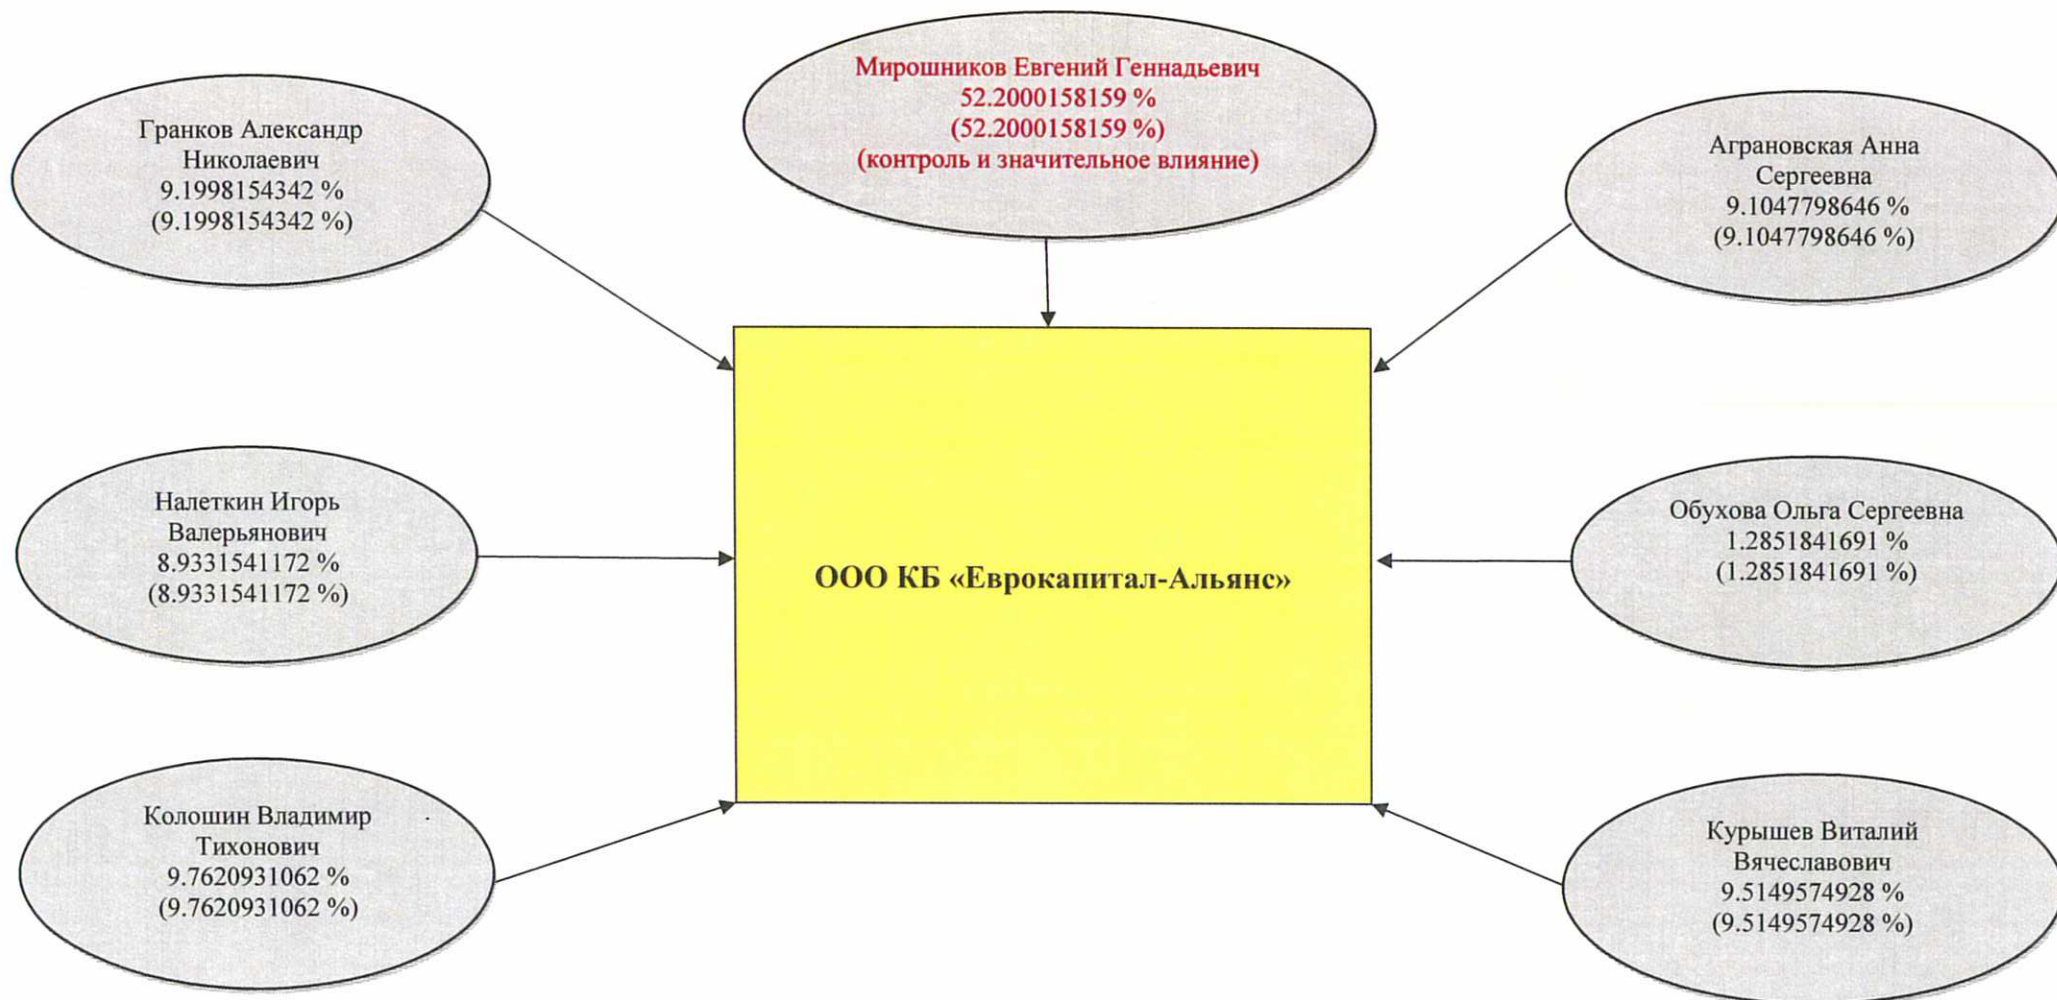 Мирошников Евгений Геннадьевич
52.2000158159 %
(52.2000158159 %)
(контроль и значительное влияние)
Гранков Александр
Николаевич
9.1998154342 %
(9.1998154342 %)
Аграновская Анна
Сергеевна
9.1047798646 %
(9.1047798646 %)
Налеткин Игорь
Валерьянович
8.9331541172 %
(8.9331541172 %)
ООО КБ «Еврокапитал-Альянс»
Обухова Ольга Сергеевна
1.2851841691 %
(1.2851841691 %)
Колошин Владимир
Тихонович
9.7620931062 %
(9.7620931062 %)
Курышев Виталий
Вячеславович
9.5149574928 %
(9.5149574928 %)